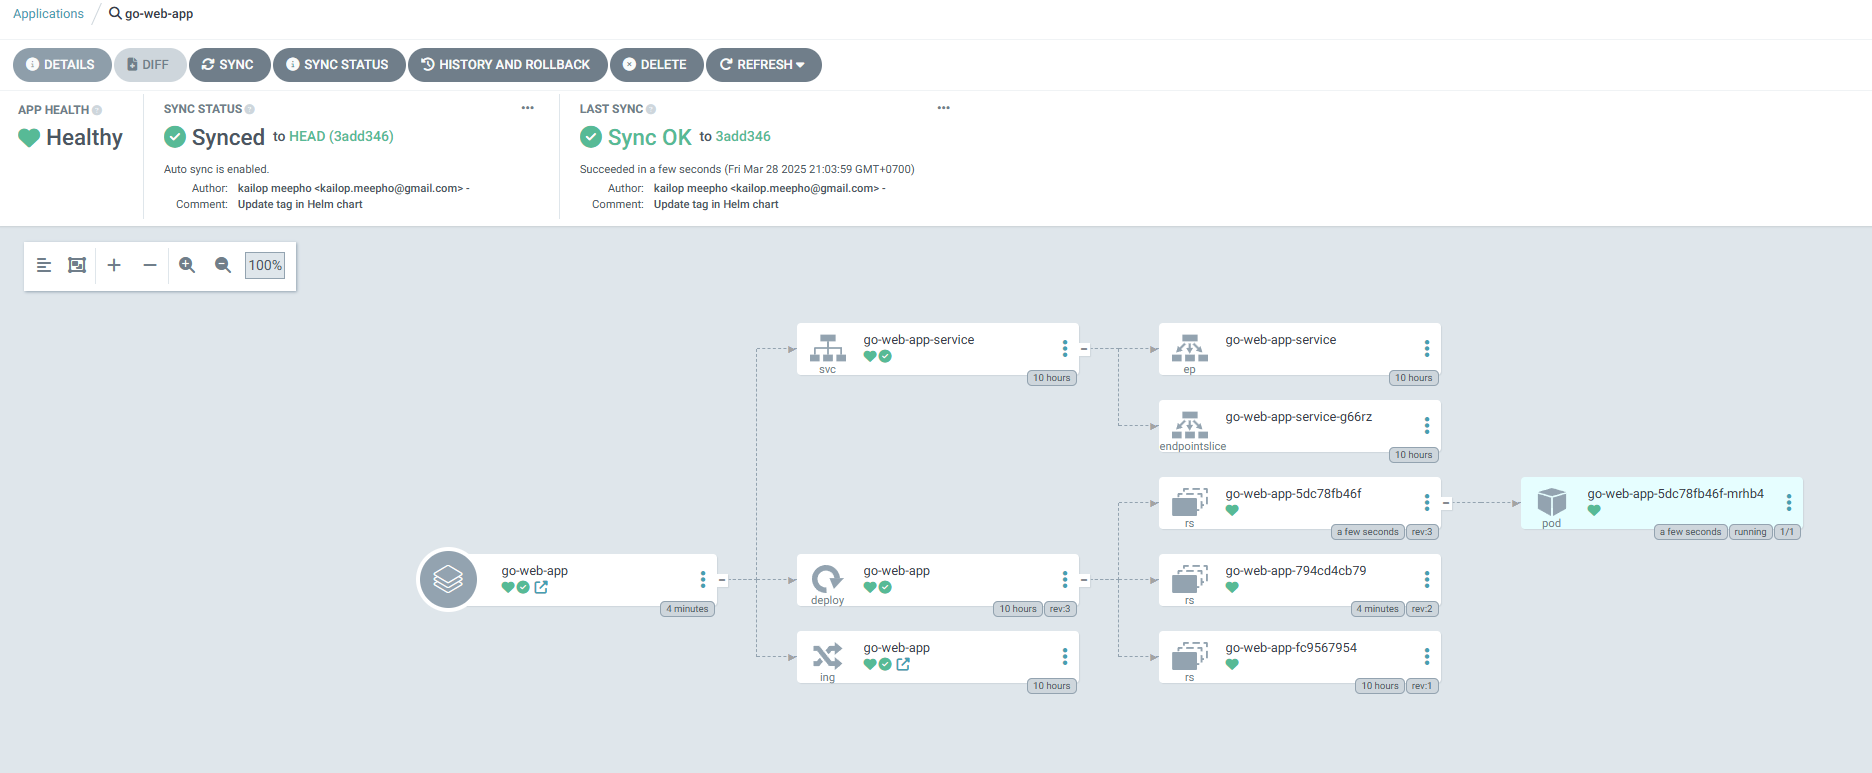 Applications / go-web-app
DETAILS DIFF SYNC SYNC STATUS HISTORY AND ROLLBACK DELETE REFRESH
APP HEALTH
Healthy
SYNC STATUS
Synced to HEAD (3add346)
Auto sync is enabled.
Author: kailop meepho <kailop.meepho@gmail.com> -
Comment: Update tag in Helm chart
LAST SYNC
Sync OK to 3add346
Succeeded in a few seconds (Fri Mar 28 2025 21:03:59 GMT+0700)
Author: kailop meepho <kailop.meepho@gmail.com> -
Comment: Update tag in Helm chart
100%
go-web-app
4 minutes
go-web-app-service
svc
10 hours
go-web-app
deploy
10 hours rev:3
go-web-app
ing
10 hours
go-web-app-service
ep
10 hours
go-web-app-service-g66rz
endpointslice
10 hours
go-web-app-5dc78fb46f
rs
a few seconds rev:3
go-web-app-794cd4cb79
rs
4 minutes rev:2
go-web-app-fc9567954
rs
10 hours rev:1
go-web-app-5dc78fb46f-mrhb4
pod
a few seconds running 1/1